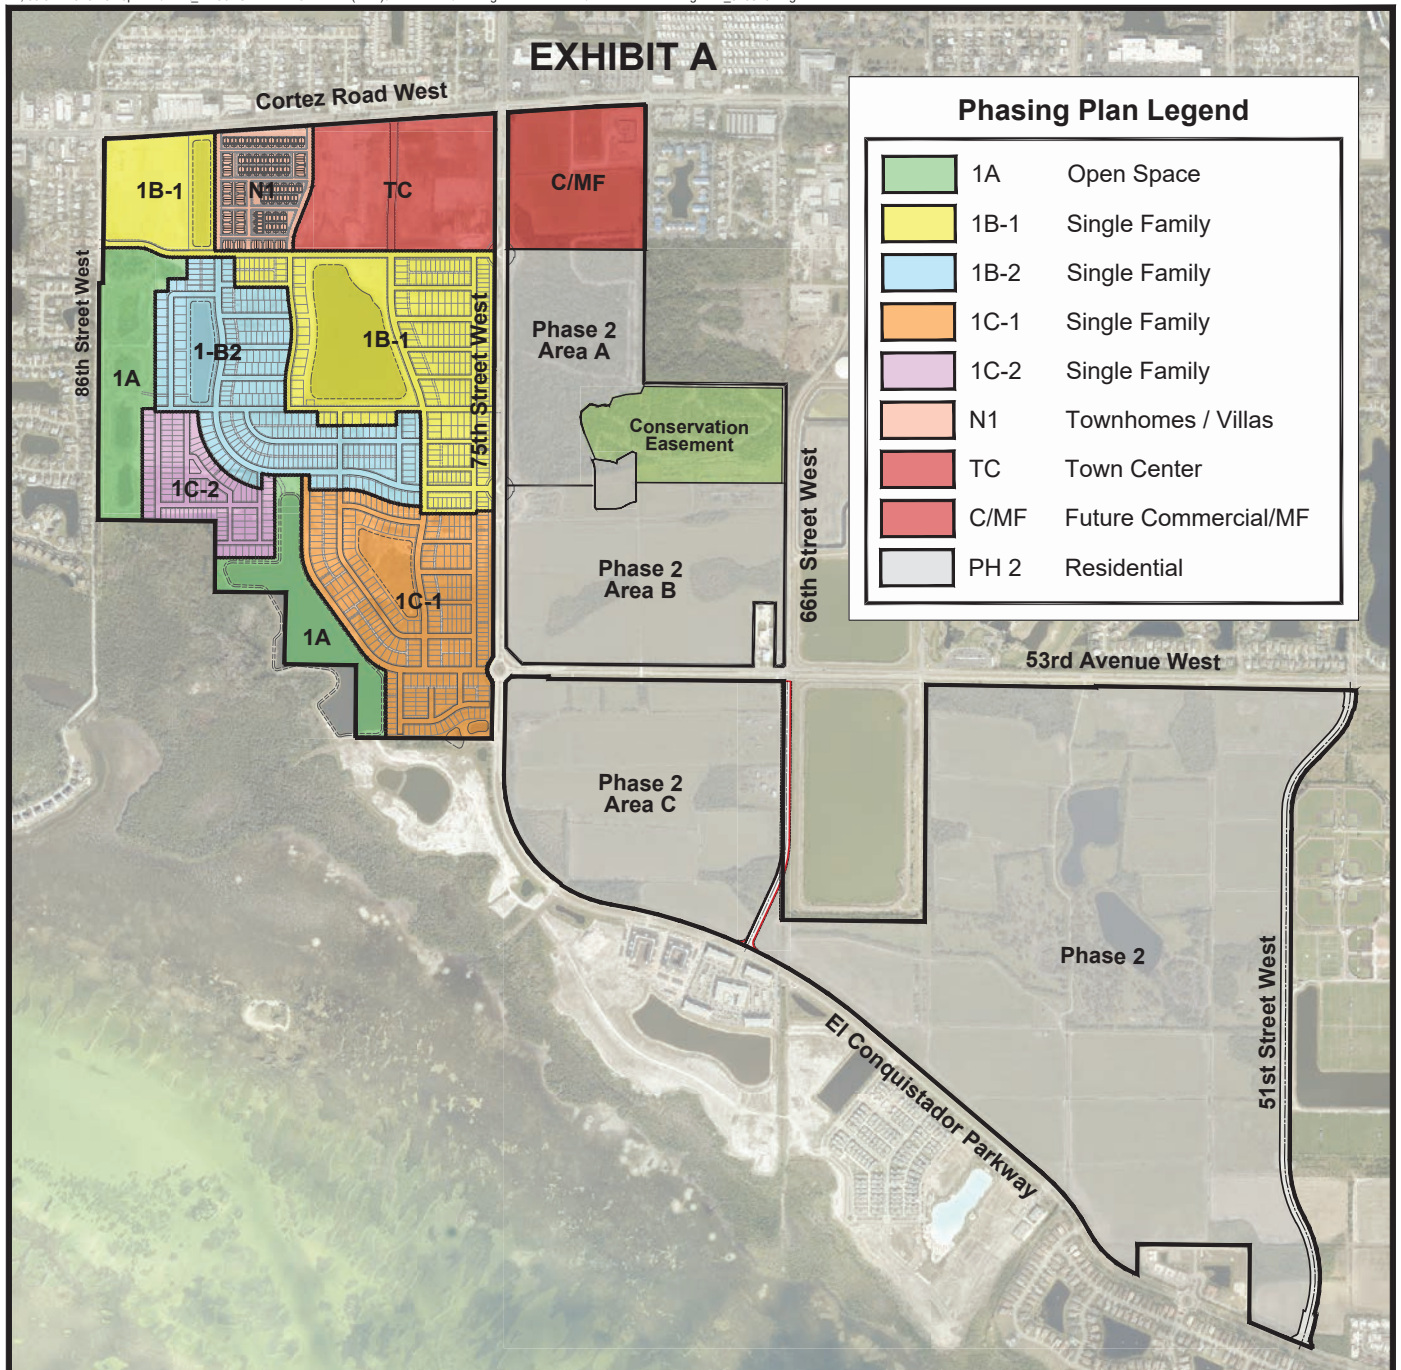 EXHIBIT A
Cortez Road West
Phasing Plan Legend
1A Open Space
1B-1 Single Family
1B-2 Single Family
1C-1 Single Family
1C-2 Single Family
N1 Townhomes / Villas
TC Town Center
C/MF Future Commercial/MF
PH 2 Residential
1B-1
N1
TC
C/MF
86th Street West
1A
1-B2
1B-1
75th Street West
Phase 2
Area A
Conservation
Easement
66th Street West
1C-2
Phase 2
Area B
1C-1
1A
53rd Avenue West
Phase 2
Area C
Phase 2
51st Street West
El Conquistador Parkway